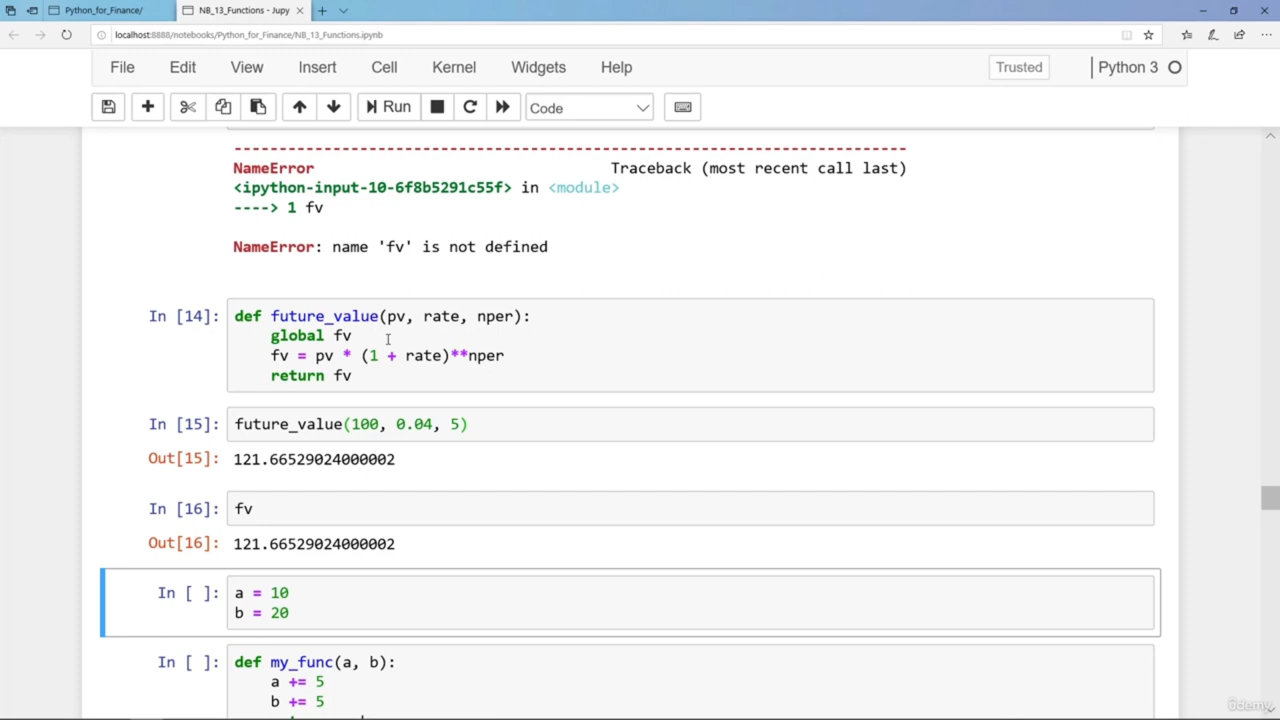 Python_for_Finance/
NB_13_Functions - Jupy
localhost:8888/notebooks/Python_for_Finance/NB_13_Functions.ipynb
File Edit View Insert Cell Kernel Widgets Help Trusted Python 3
Run Code
---------------------------------------------------------------------------
NameError Traceback (most recent call last)
<ipython-input-10-6f8b5291c55f> in <module>
----> 1 fv
NameError: name 'fv' is not defined
In [14]: def future_value(pv, rate, nper):
global fv
fv = pv * (1 + rate)**nper
return fv
In [15]: future_value(100, 0.04, 5)
Out[15]: 121.66529024000002
In [16]: fv
Out[16]: 121.66529024000002
In [ ]: a = 10
b = 20
In [ ]: def my_func(a, b):
a += 5
b += 5
ûdemy